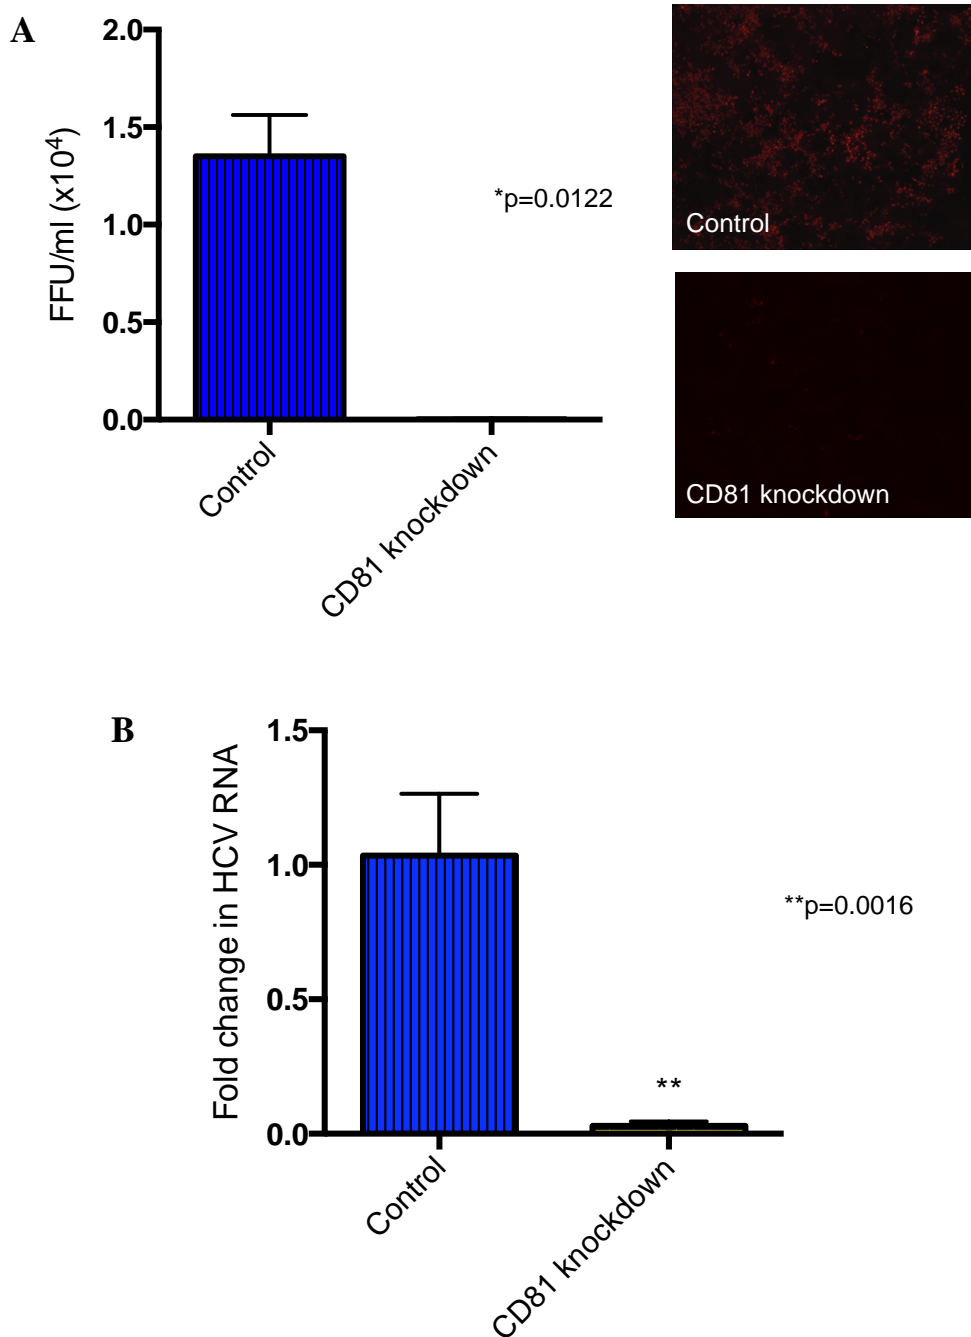 A
2.0
1.5
1.0
0.5
0.0
FFU/ml (x10⁴)
*p=0.0122
Control
CD81 knockdown
Control
CD81 knockdown
B
1.5
1.0
0.5
0.0
Fold change in HCV RNA
**p=0.0016
**
Control
CD81 knockdown